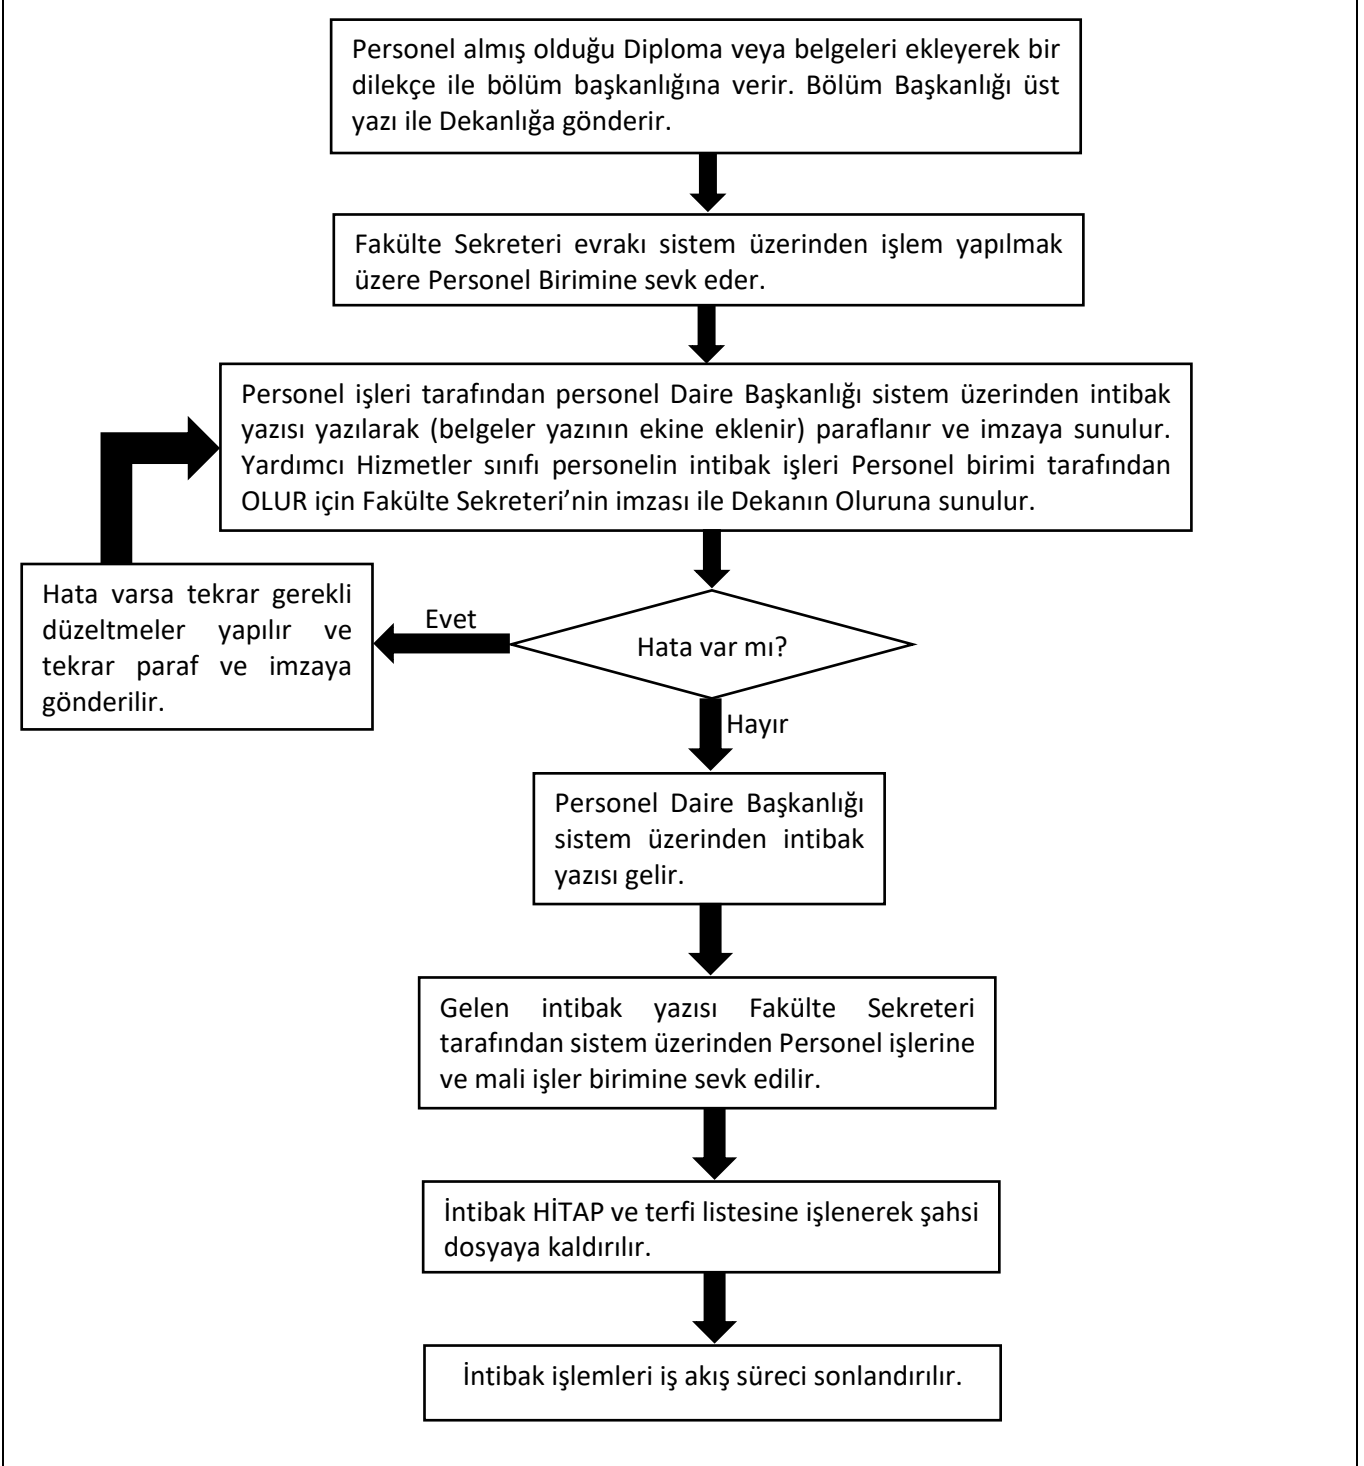 Personel almış olduğu Diploma veya belgeleri ekleyerek bir
dilekçe ile bölüm başkanlığına verir. Bölüm Başkanlığı üst
yazı ile Dekanlığa gönderir.
Fakülte Sekreteri evrakı sistem üzerinden işlem yapılmak
üzere Personel Birimine sevk eder.
Personel işleri tarafından personel Daire Başkanlığı sistem üzerinden intibak
yazısı yazılarak (belgeler yazının ekine eklenir) paraflanır ve imzaya sunulur.
Yardımcı Hizmetler sınıfı personelin intibak işleri Personel birimi tarafından
OLUR için Fakülte Sekreteri’nin imzası ile Dekanın Oluruna sunulur.
Hata varsa tekrar gerekli
düzeltmeler yapılır ve
tekrar paraf ve imzaya
gönderilir.
Evet
Hata var mı?
Hayır
Personel Daire Başkanlığı
sistem üzerinden intibak
yazısı gelir.
Gelen intibak yazısı Fakülte Sekreteri
tarafından sistem üzerinden Personel işlerine
ve mali işler birimine sevk edilir.
İntibak HİTAP ve terfi listesine işlenerek şahsi
dosyaya kaldırılır.
İntibak işlemleri iş akış süreci sonlandırılır.